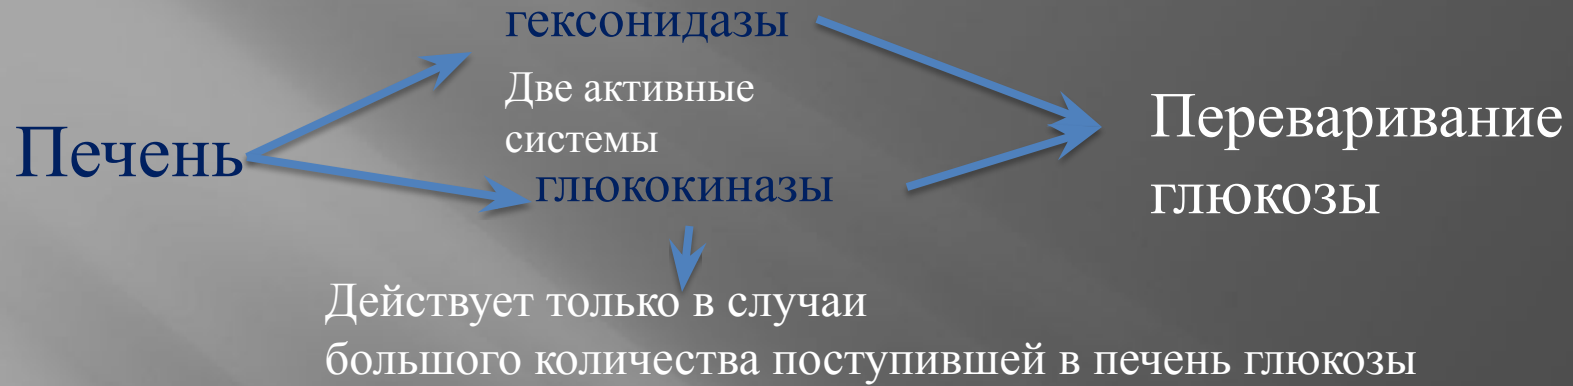 гексонидазы
Две активные
системы
Печень
глюкокиназы
Переваривание
глюкозы
Действует только в случаи
большого количества поступившей в печень глюкозы